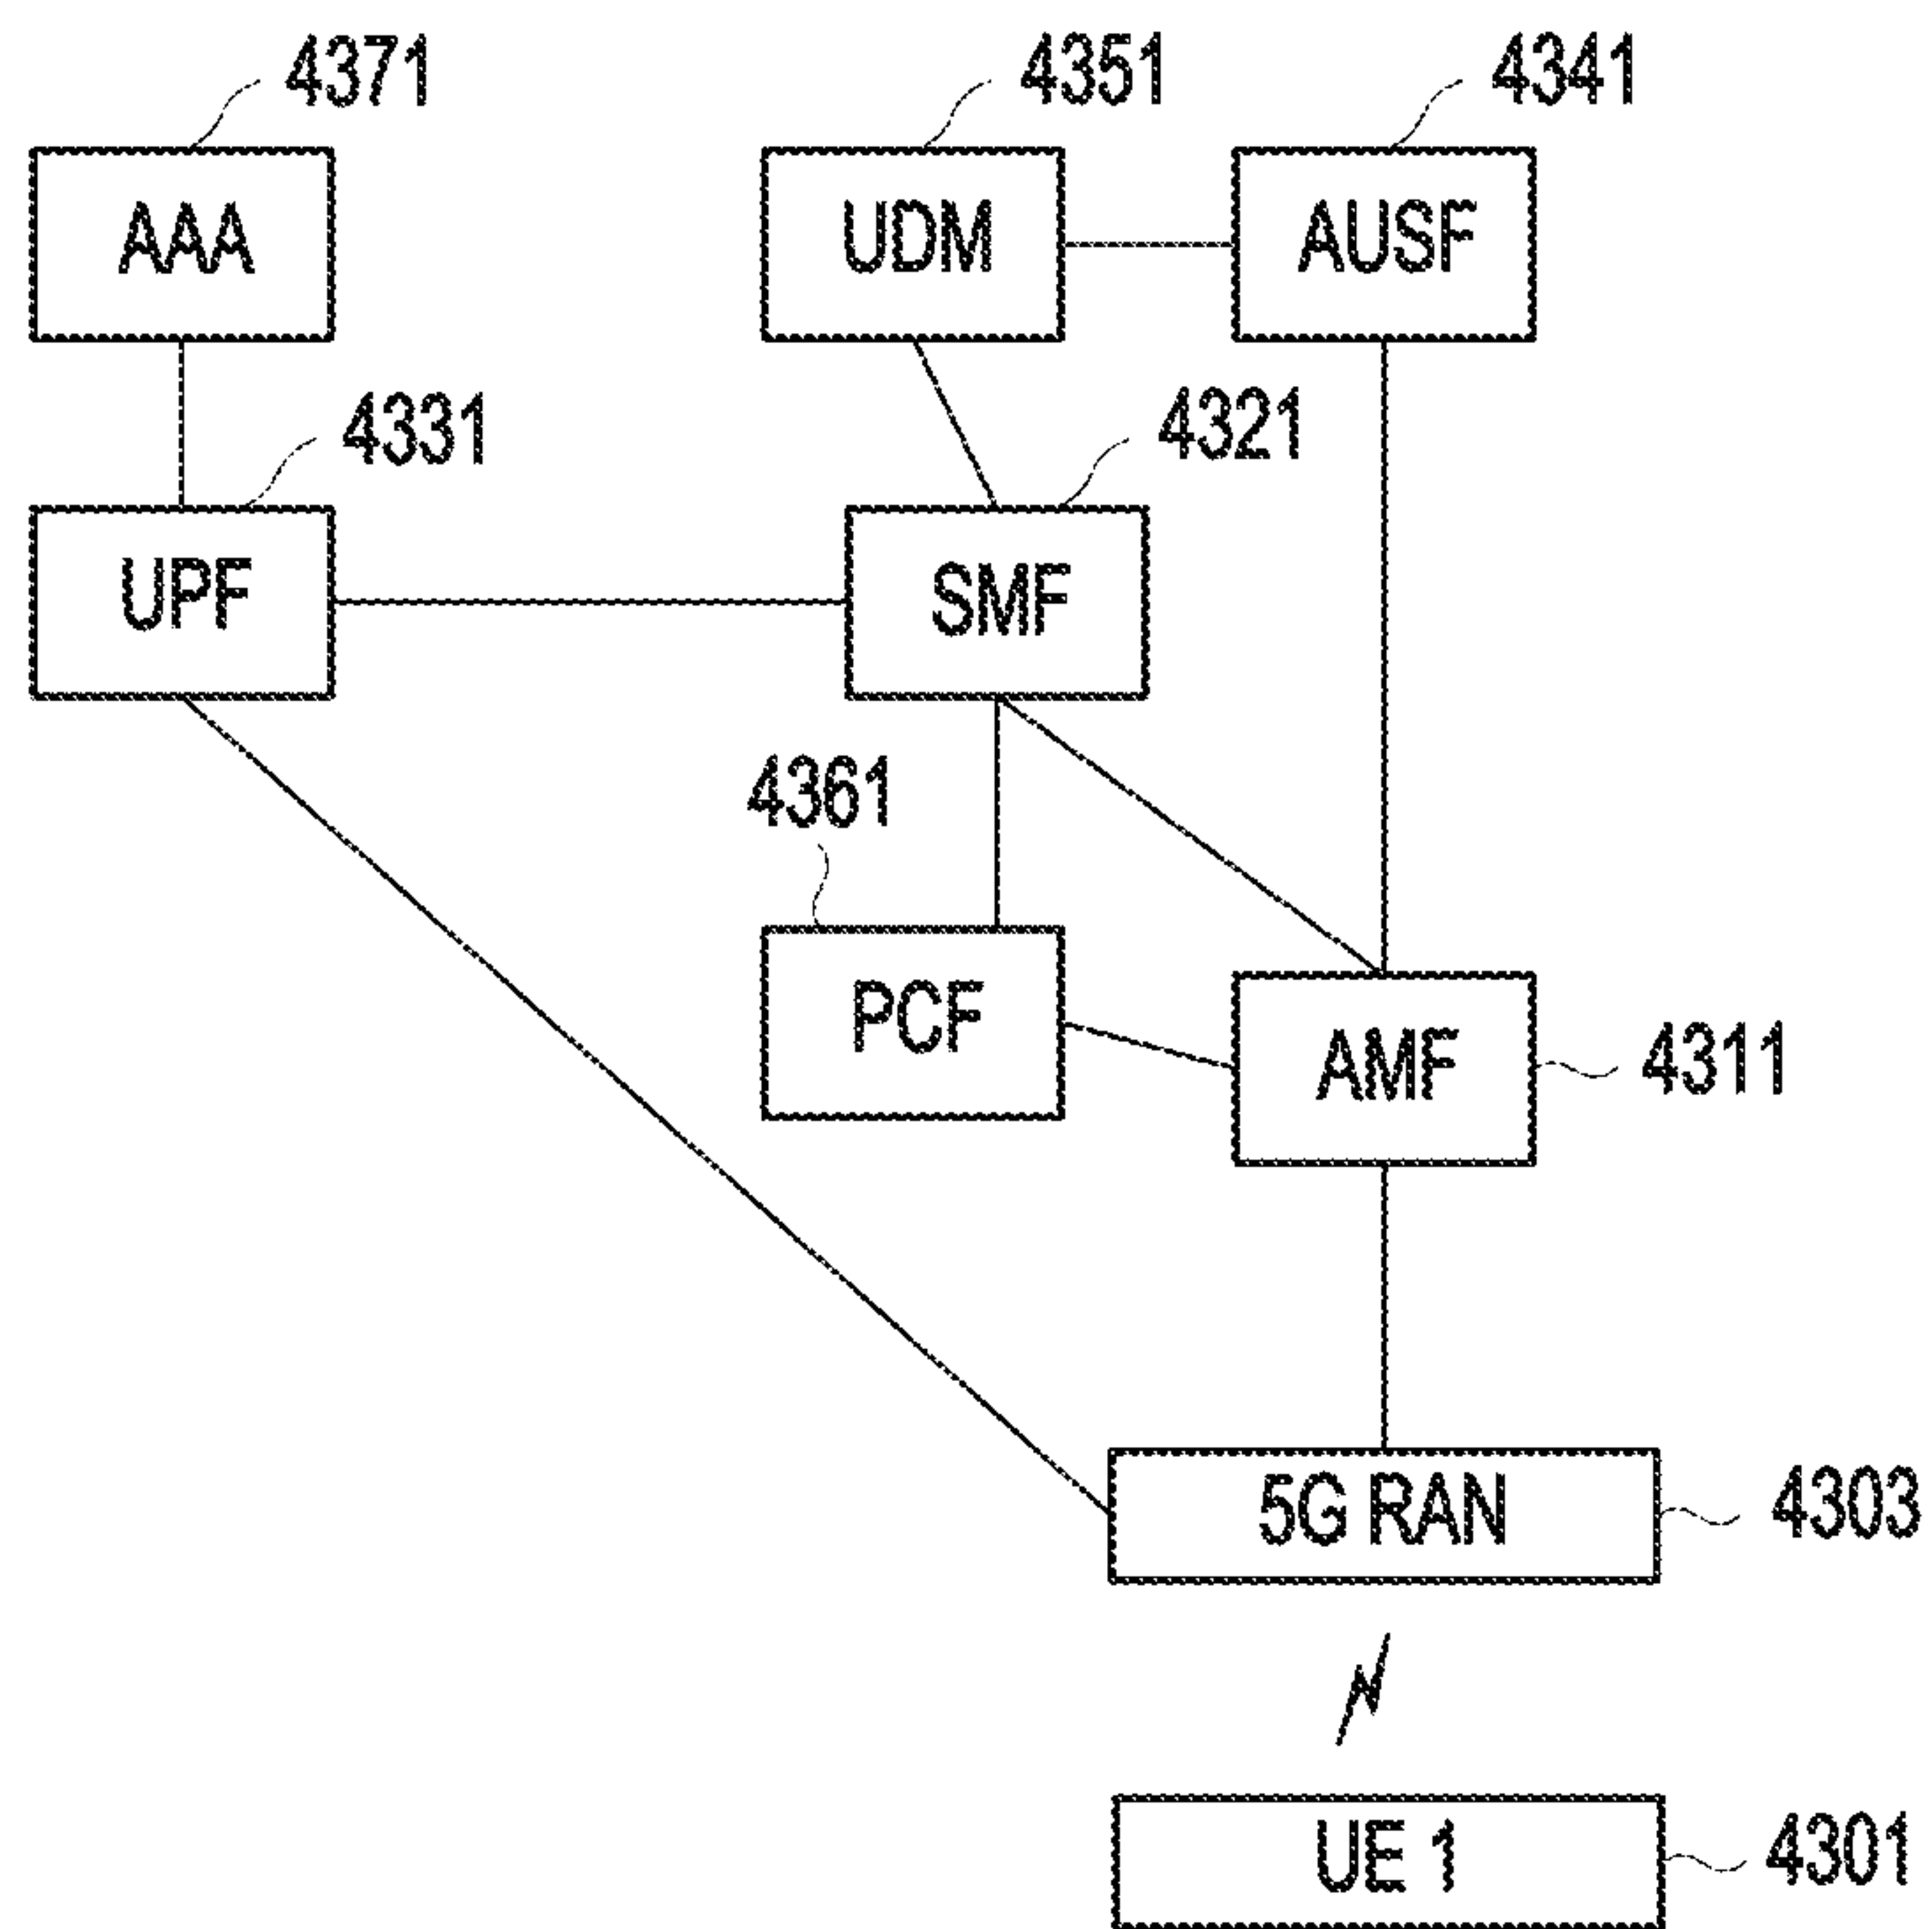 4371
4351
4341
AAA
UDM
AUSF
4331
4321
UPF
SMF
4361
PCF
AMF
4311
5G RAN
4303
UE 1
4301